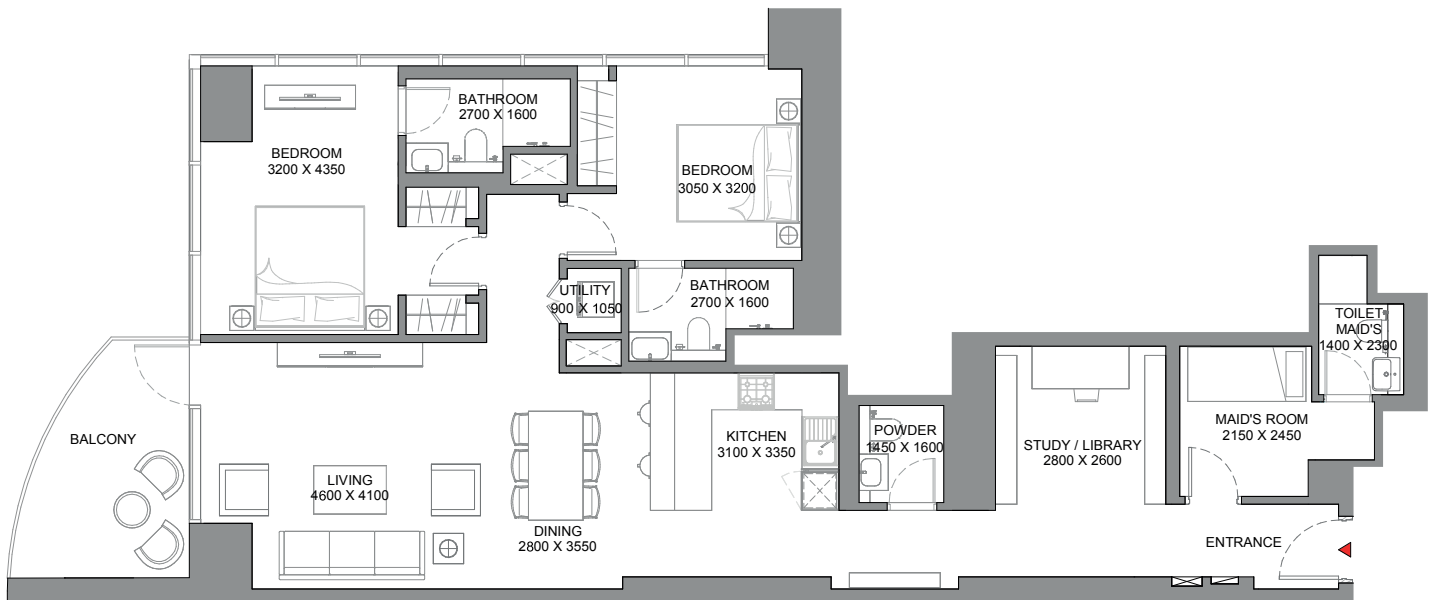 BATHROOM
2700 X 1600
BEDROOM
3200 X 4350
BEDROOM
3050 X 3200
UTILITY
900 X 1050
BATHROOM
2700 X 1600
TOILET
MAID'S
1400 X 2300
BALCONY
LIVING
4600 X 4100
DINING
2800 X 3550
KITCHEN
3100 X 3350
POWDER
1450 X 1600
STUDY / LIBRARY
2800 X 2600
MAID'S ROOM
2150 X 2450
ENTRANCE